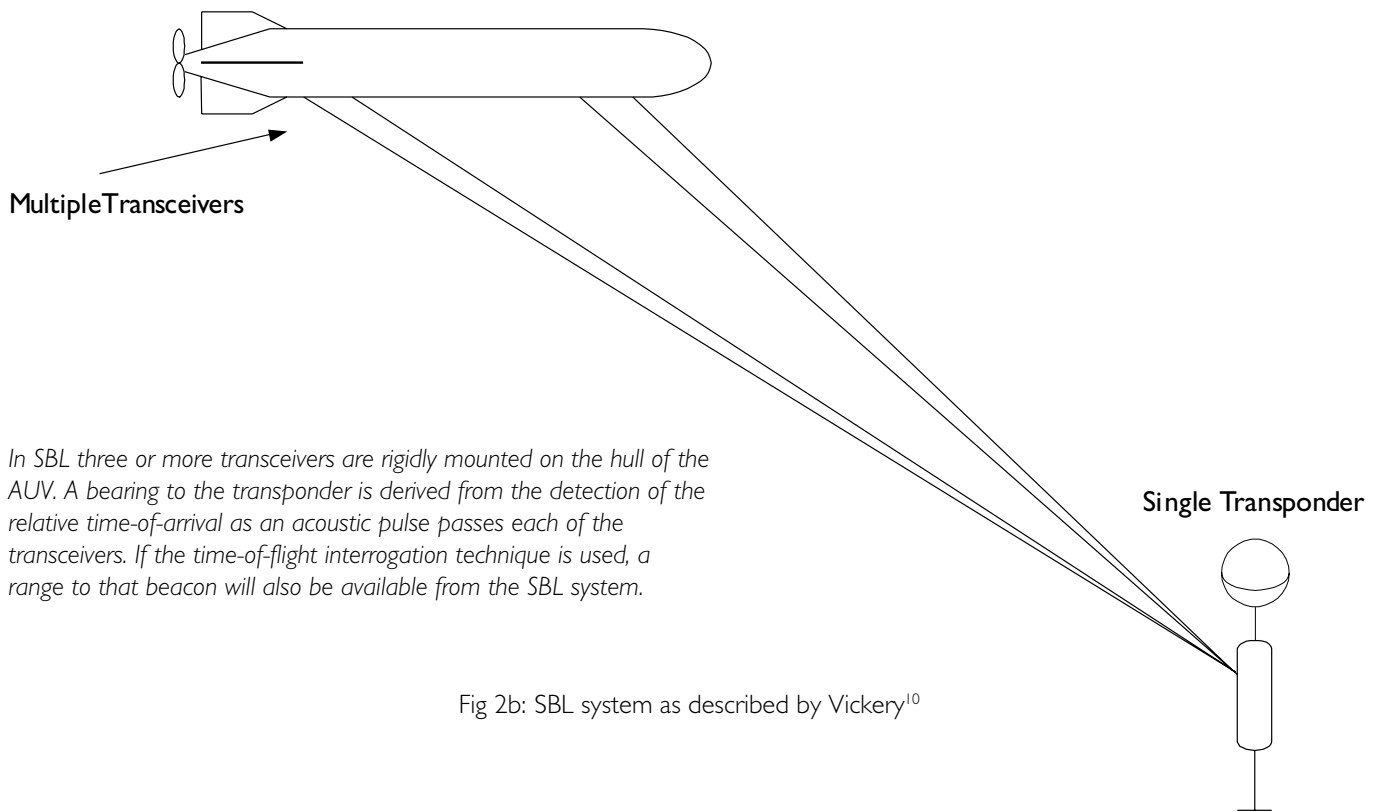 MultipleTransceivers
In SBL three or more transceivers are rigidly mounted on the hull of the
AUV. A bearing to the transponder is derived from the detection of the
relative time-of-arrival as an acoustic pulse passes each of the
transceivers. If the time-of-flight interrogation technique is used, a
range to that beacon will also be available from the SBL system.
Single Transponder
Fig 2b: SBL system as described by Vickery¹⁰